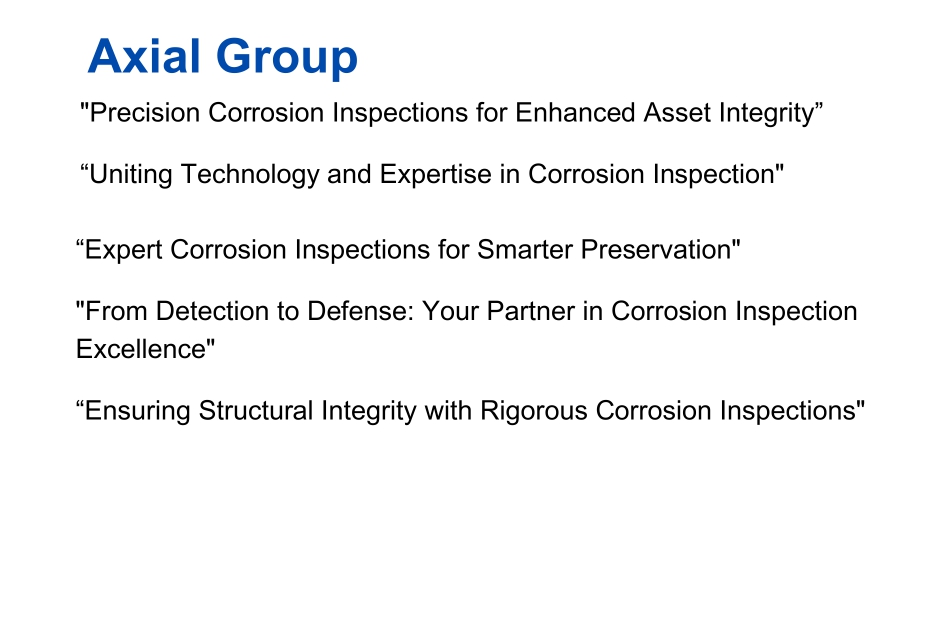 Axial Group
"Precision Corrosion Inspections for Enhanced Asset Integrity”
“Uniting Technology and Expertise in Corrosion Inspection"
“Expert Corrosion Inspections for Smarter Preservation"
"From Detection to Defense: Your Partner in Corrosion Inspection
Excellence"
“Ensuring Structural Integrity with Rigorous Corrosion Inspections"